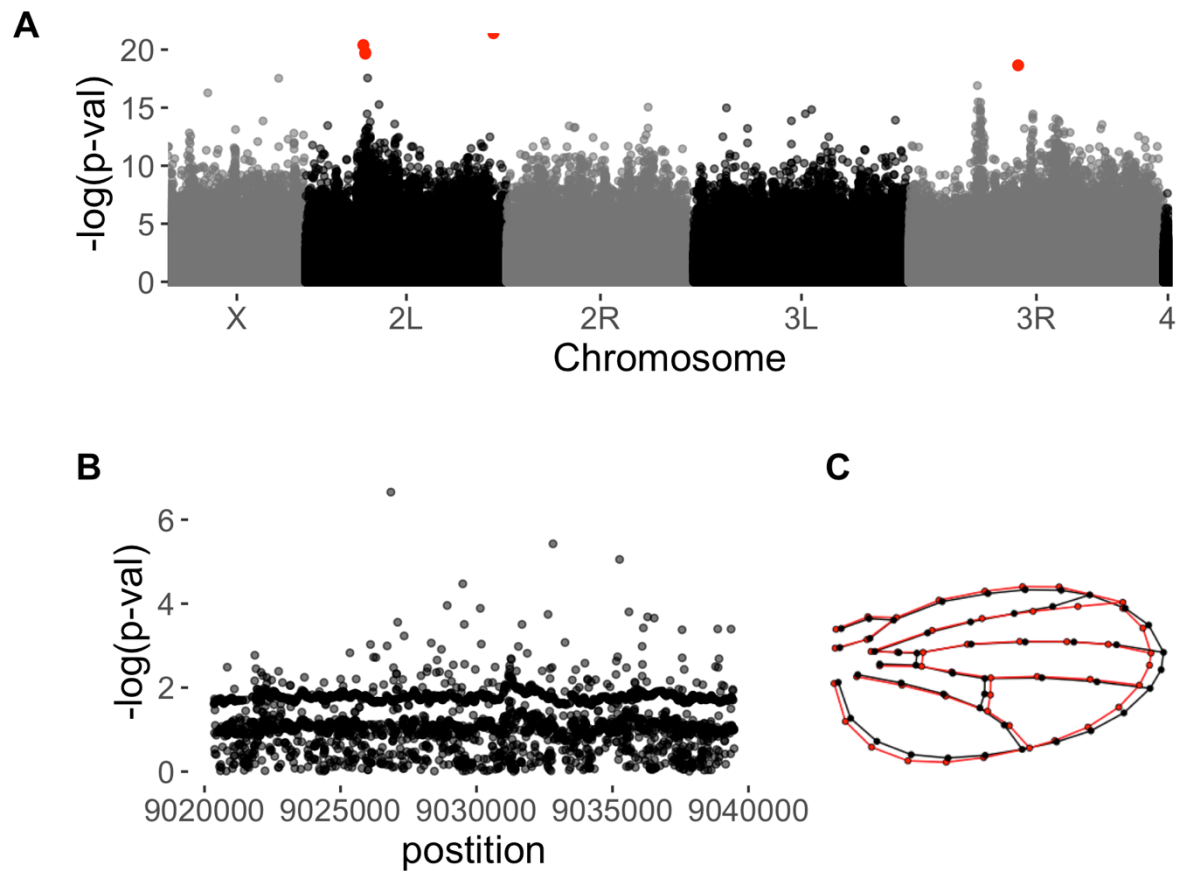 A
-log(p-val)
20
15
10
5
0
X 2L 2R 3L 3R 4
Chromosome
B
-log(p-val)
6
4
2
0
9020000 9025000 9030000 9035000 9040000
postition
C